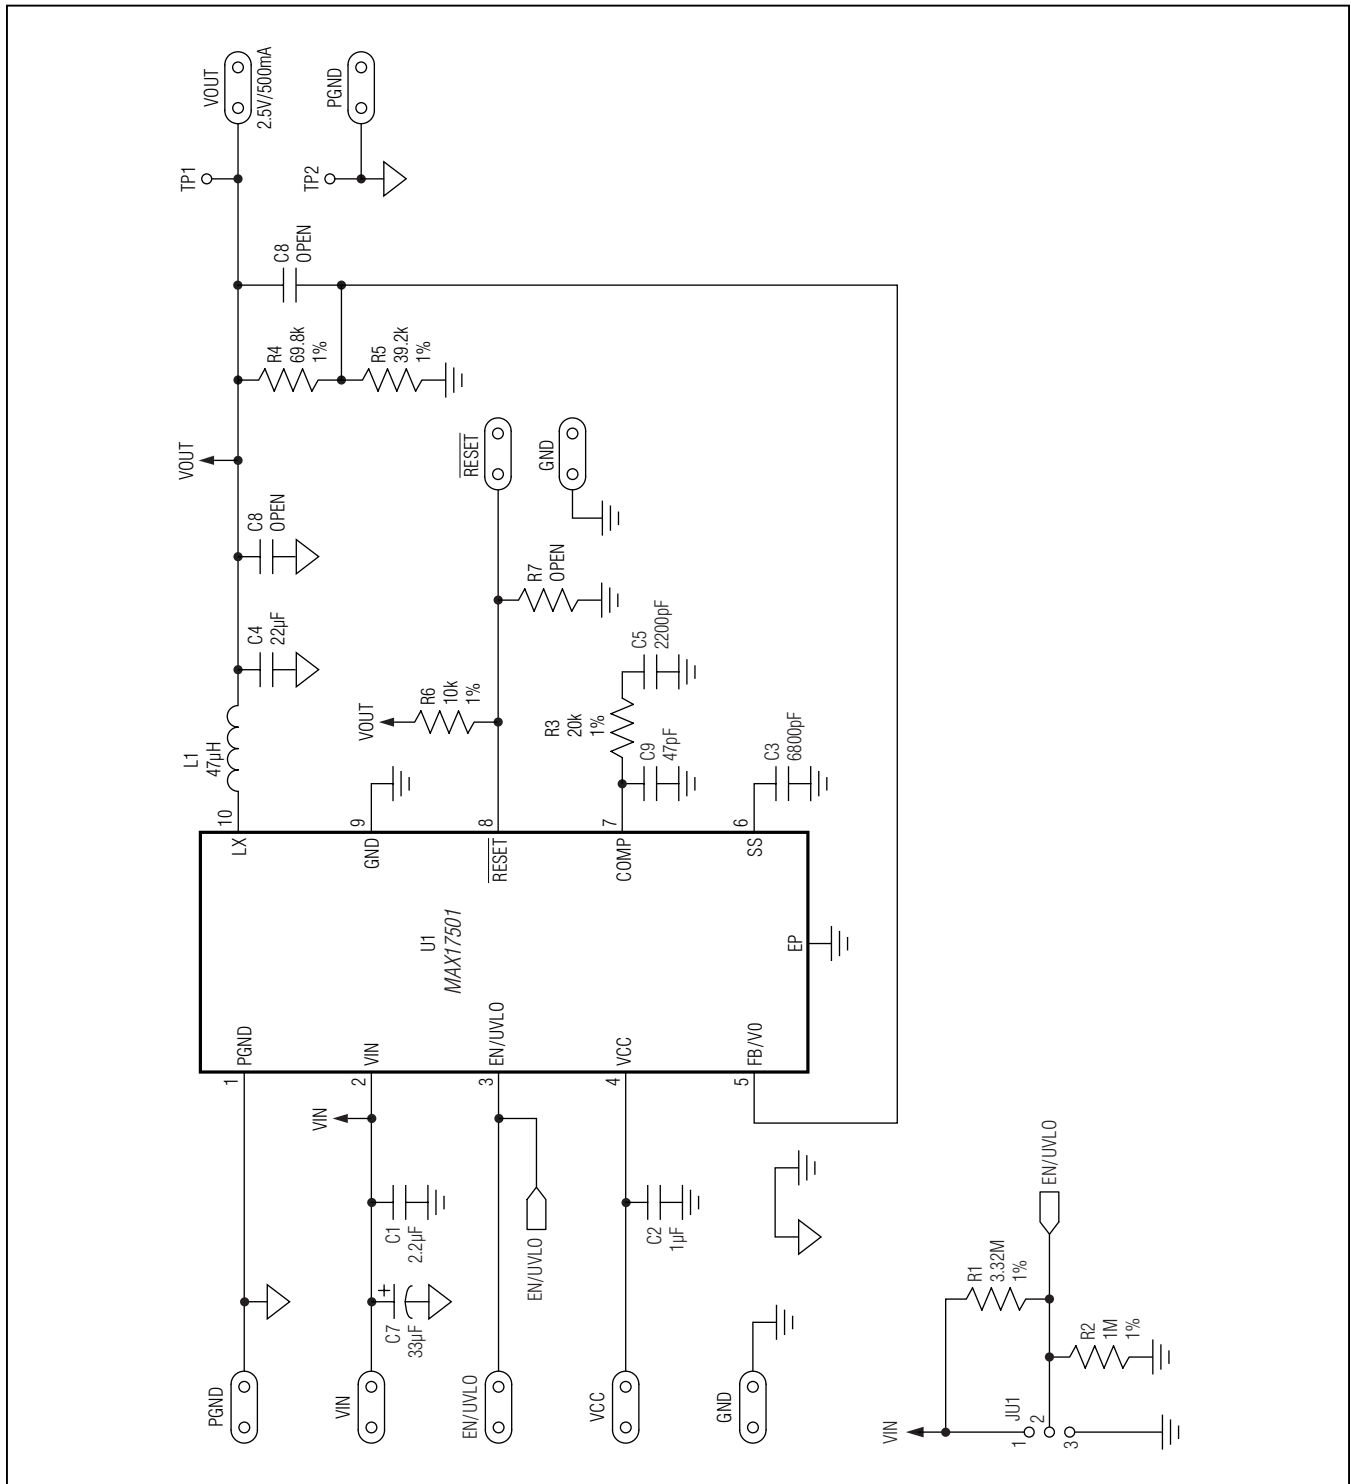 VOUT
2.5V/500mA
PGND
TP1
TP2
C8
OPEN
R4
69.8k
1%
R5
39.2k
1%
VOUT
RESET
GND
C8
OPEN
R7
OPEN
C4
22µF
C5
2200pF
VOUT
R6
10k
1%
R3
20k
1%
C9
47pF
C3
6800pF
L1
47µH
10
9
8
7
6
LX
GND
RESET
COMP
SS
U1
MAX17501
EP
PGND
VIN
EN/UVLO
VCC
FB/VO
1
2
3
4
5
VIN
C1
2.2µF
C2
1µF
EN/UVLO
C7
+
33µF
PGND
VIN
EN/UVLO
VCC
GND
EN/UVLO
R1
3.32M
1%
R2
1M
1%
VIN
JU1
1
2
3